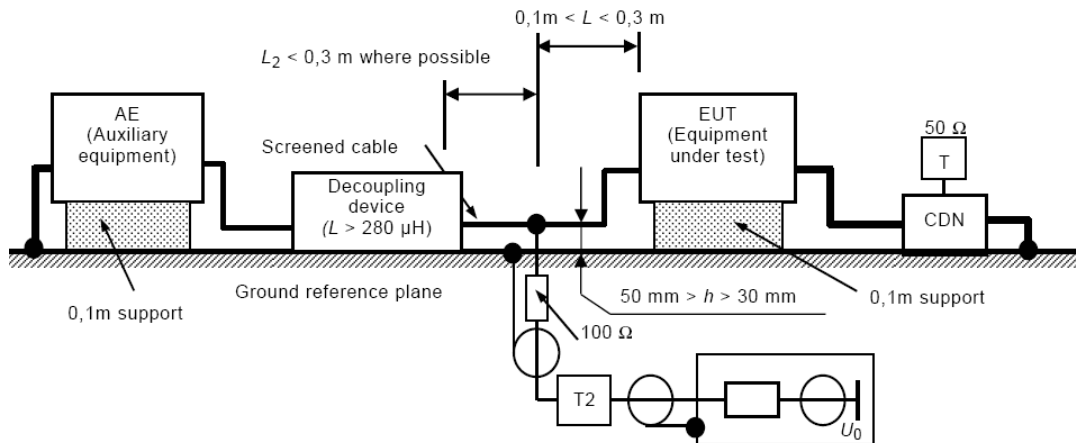 0,1m < L < 0,3 m
L2 < 0,3 m where possible
AE
(Auxiliary
equipment)
EUT
(Equipment
under test)
50 Ω
T
Screened cable
Decoupling
device
(L > 280 µH)
CDN
Ground reference plane
50 mm > h > 30 mm
0,1m support
0,1m support
100 Ω
T2
U0